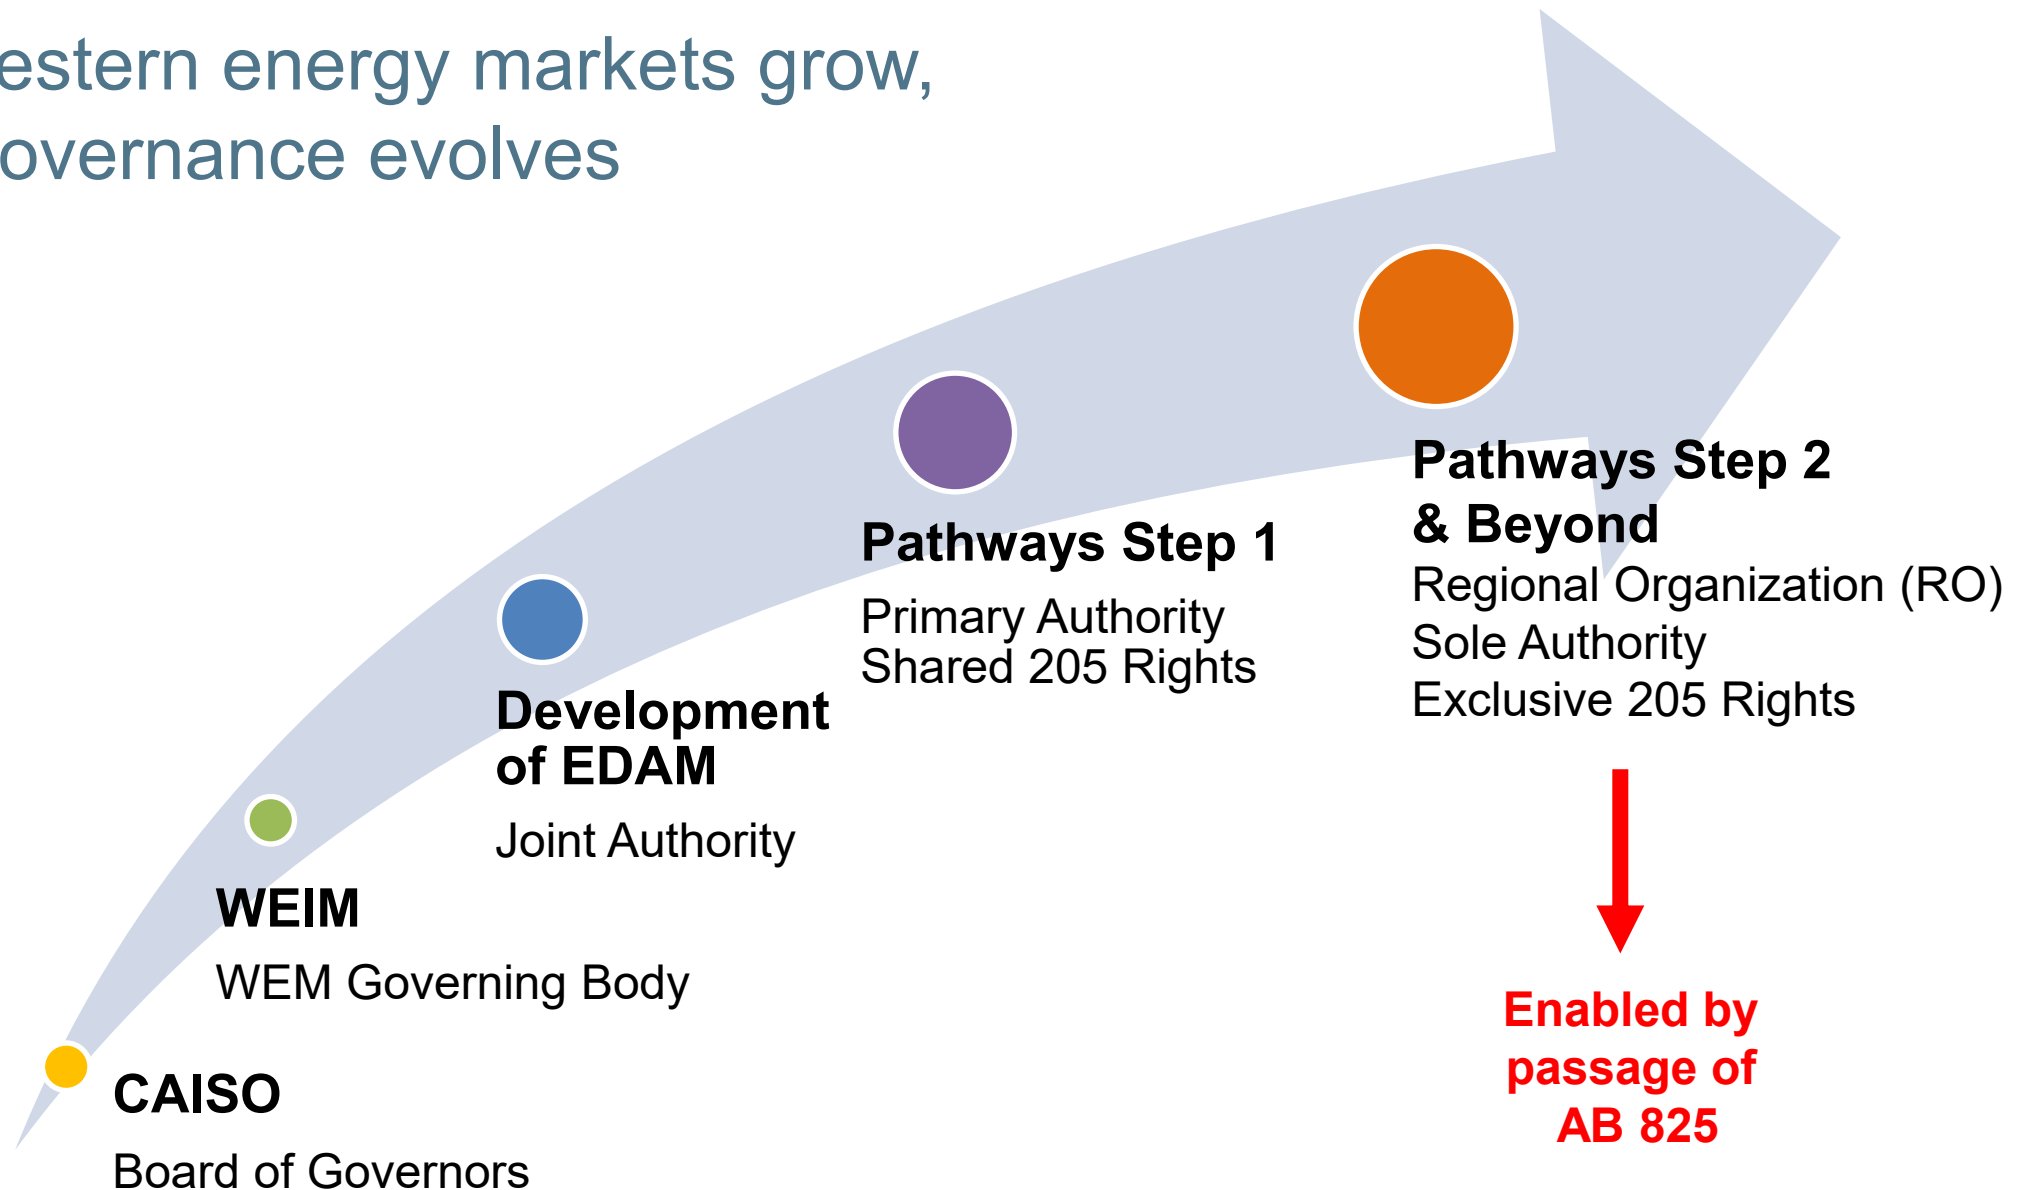 estern energy markets grow,
overnance evolves
Pathways Step 2
& Beyond
Regional Organization (RO)
Sole Authority
Exclusive 205 Rights
Pathways Step 1
Primary Authority
Shared 205 Rights
Development
of EDAM
Joint Authority
WEIM
WEM Governing Body
CAISO
Board of Governors
Enabled by
passage of
AB 825